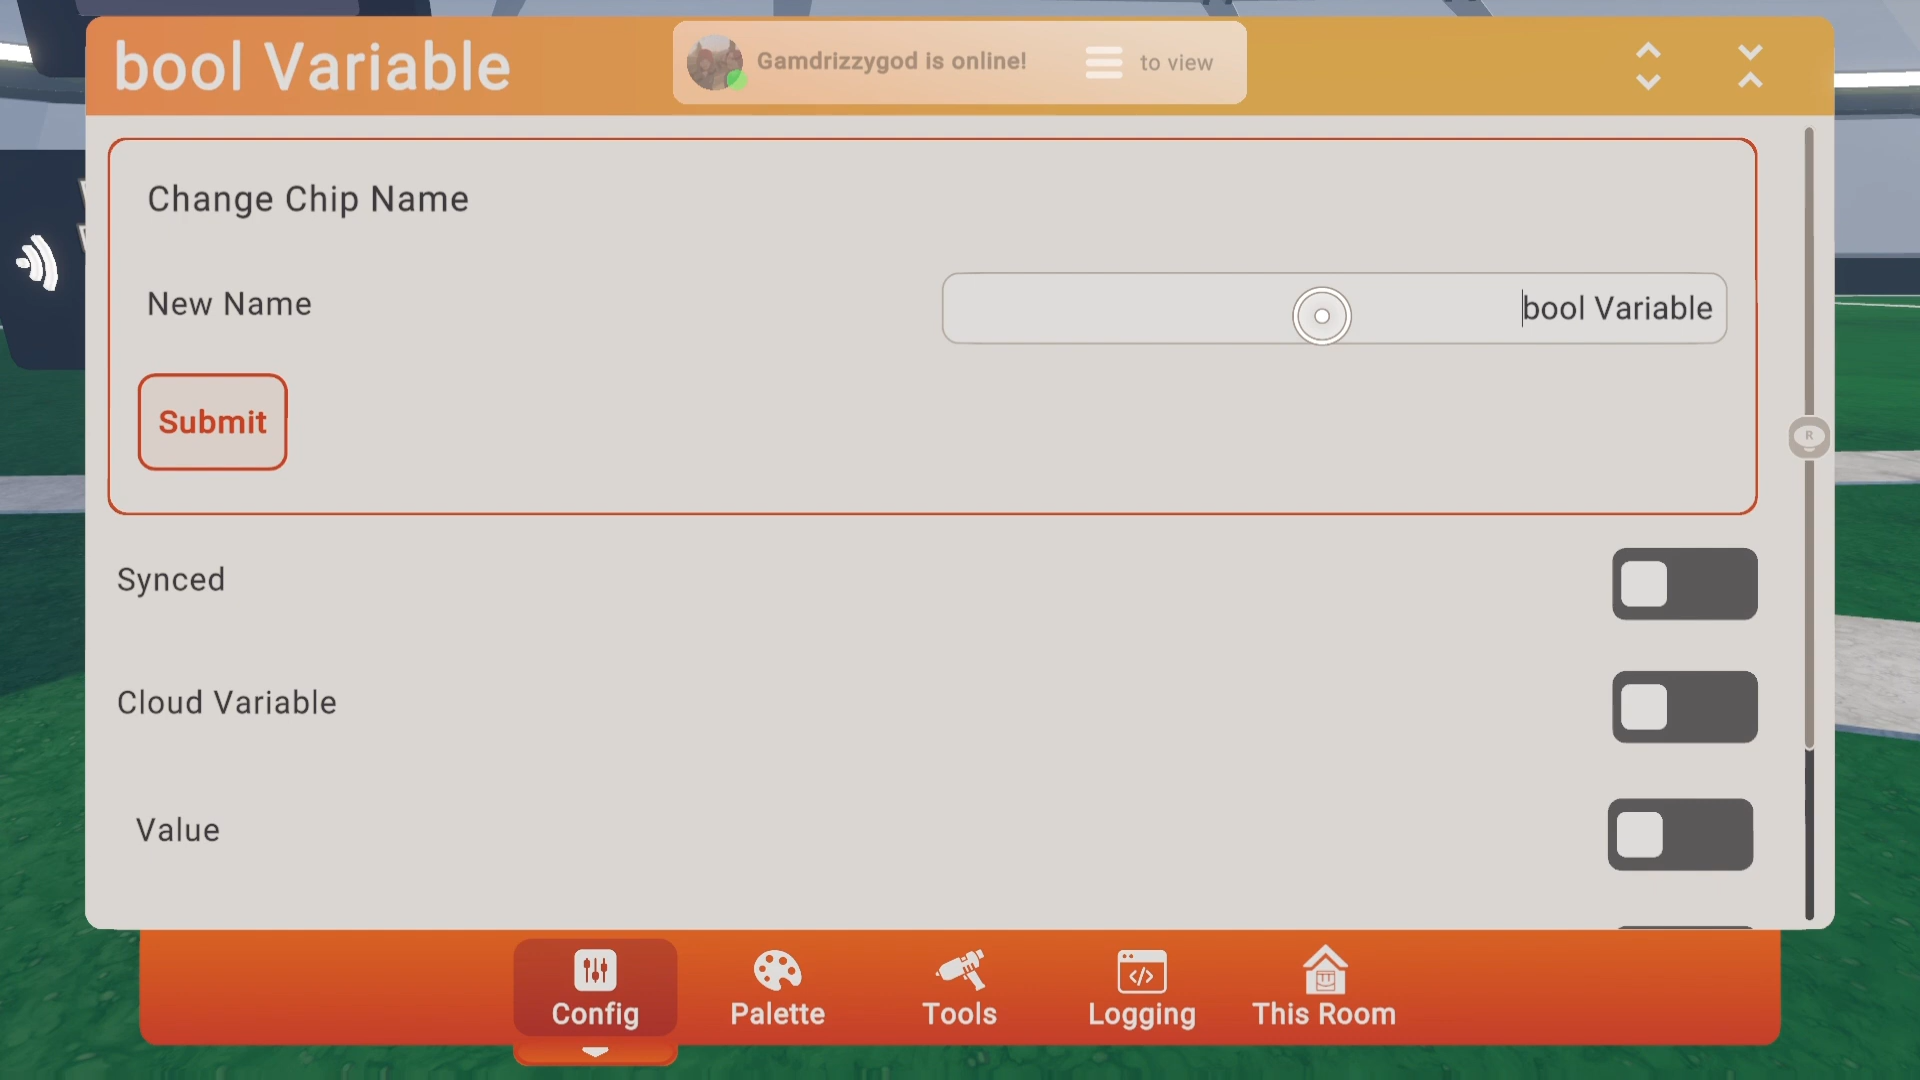 bool Variable
Gamdrizzygod is online!
to view
Change Chip Name
New Name
bool Variable
Submit
R
Synced
Cloud Variable
Value
Config
Palette
Tools
Logging
This Room